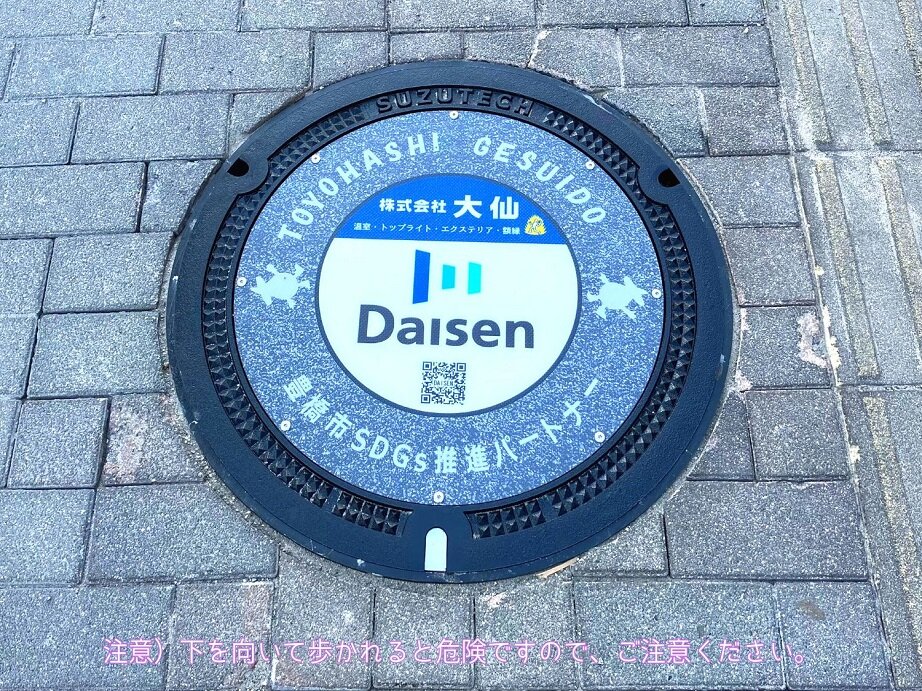 SUZUTECH
TOYOHASHI GESUIDO
株式会社 大仙
温室・トップライト・エクステリア・額縁
Daisen
DAISEN
豊橋市SDGs推進パートナー
注意）下を向いて歩かれると危険ですので、ご注意ください。